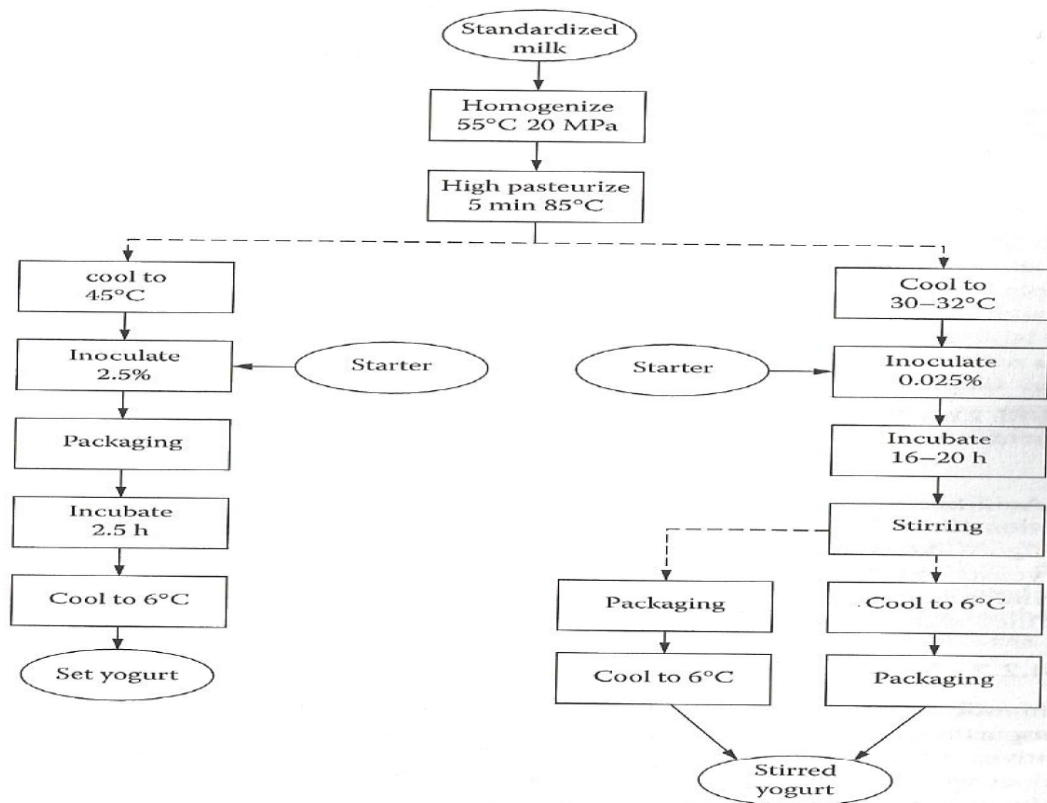 Standardized
milk
Homogenize
55°C 20 MPa
High pasteurize
5 min 85°C
cool to
45°C
Inoculate
2.5%
Starter
Packaging
Incubate
2.5 h
Cool to 6°C
Set yogurt
Cool to
30–32°C
Starter
Inoculate
0.025%
Incubate
16–20 h
Stirring
Packaging
Cool to 6°C
Cool to 6°C
Packaging
Stirred
yogurt